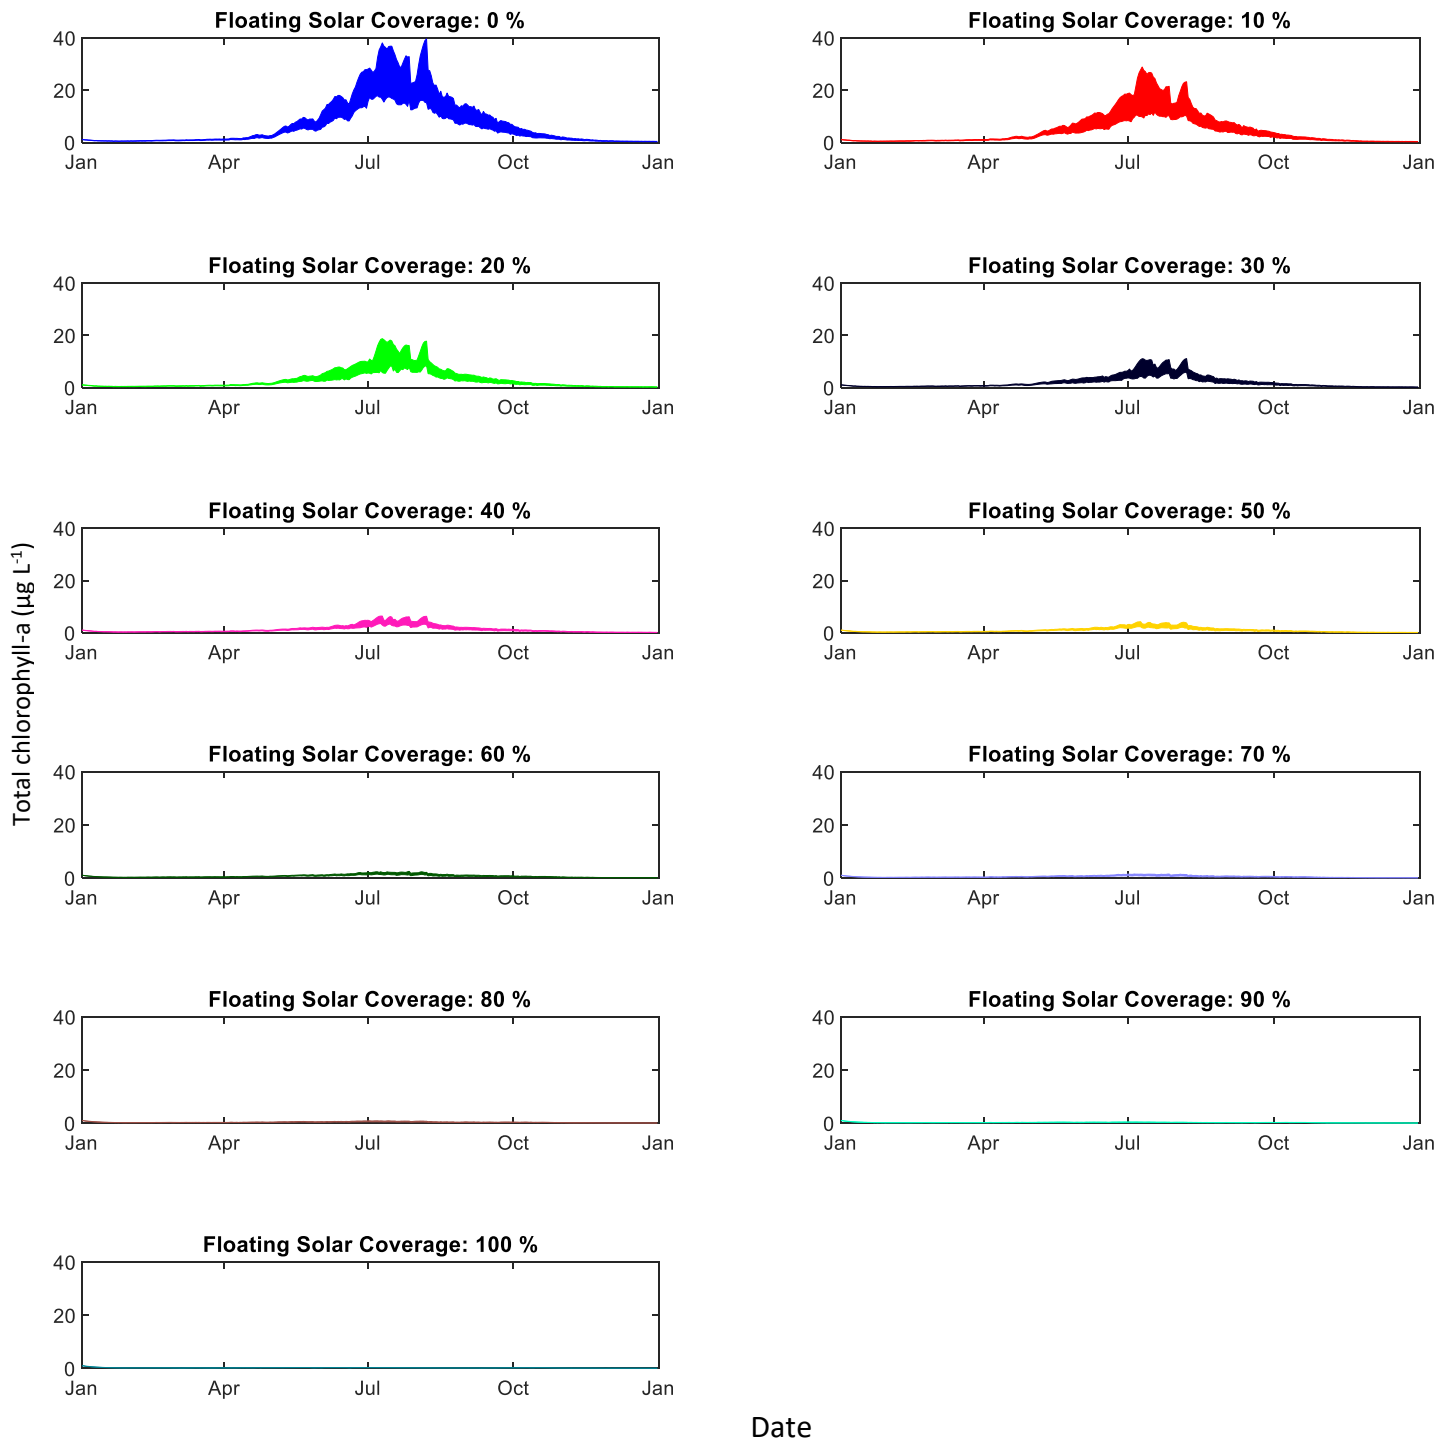 Floating Solar Coverage: 0 %
40
20
0
Jan Apr Jul Oct Jan
Floating Solar Coverage: 10 %
40
20
0
Jan Apr Jul Oct Jan
Floating Solar Coverage: 20 %
40
20
0
Jan Apr Jul Oct Jan
Floating Solar Coverage: 30 %
40
20
0
Jan Apr Jul Oct Jan
Total chlorophyll-a (µg L-1)
Floating Solar Coverage: 40 %
40
20
0
Jan Apr Jul Oct Jan
Floating Solar Coverage: 50 %
40
20
0
Jan Apr Jul Oct Jan
Floating Solar Coverage: 60 %
40
20
0
Jan Apr Jul Oct Jan
Floating Solar Coverage: 70 %
40
20
0
Jan Apr Jul Oct Jan
Floating Solar Coverage: 80 %
40
20
0
Jan Apr Jul Oct Jan
Floating Solar Coverage: 90 %
40
20
0
Jan Apr Jul Oct Jan
Floating Solar Coverage: 100 %
40
20
0
Jan Apr Jul Oct Jan
Date